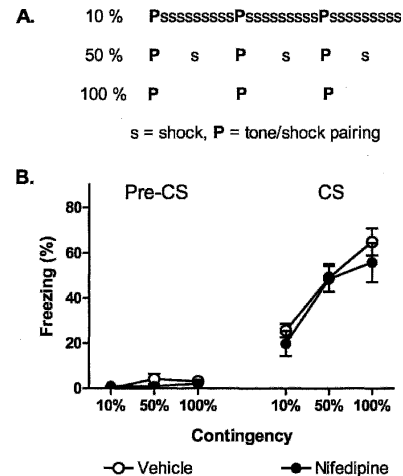 A. 10 % PsssssssssPsssssssssPsssssssss
50 % P s P s P s
100 % P P P
s = shock, P = tone/shock pairing
B. Pre-CS CS
Freezing (%)
80
60
40
20
0
10% 50% 100% 10% 50% 100%
Contingency
Vehicle Nifedipine